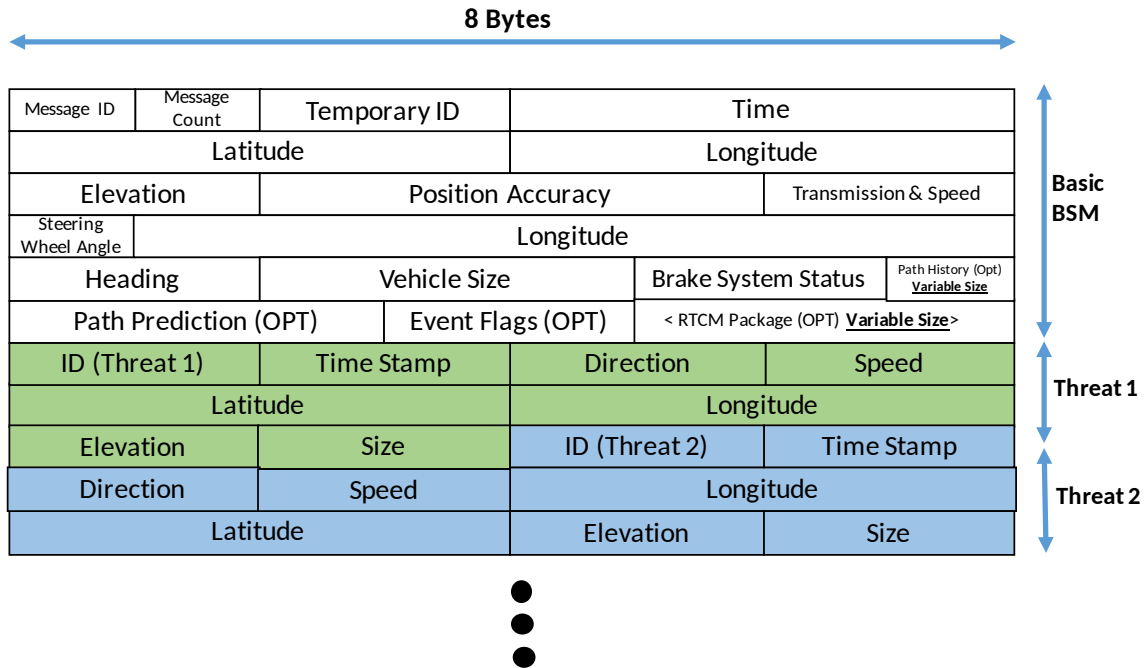 8 Bytes
Message ID
Message
Count
Temporary ID
Time
Latitude
Longitude
Elevation
Position Accuracy
Transmission & Speed
Basic
BSM
Steering
Wheel Angle
Longitude
Heading
Vehicle Size
Brake System Status
Path History (Opt)
Variable Size
Path Prediction (OPT)
Event Flags (OPT)
< RTCM Package (OPT) Variable Size>
ID (Threat 1)
Time Stamp
Direction
Speed
Latitude
Longitude
Threat 1
Elevation
Size
ID (Threat 2)
Time Stamp
Direction
Speed
Longitude
Threat 2
Latitude
Elevation
Size